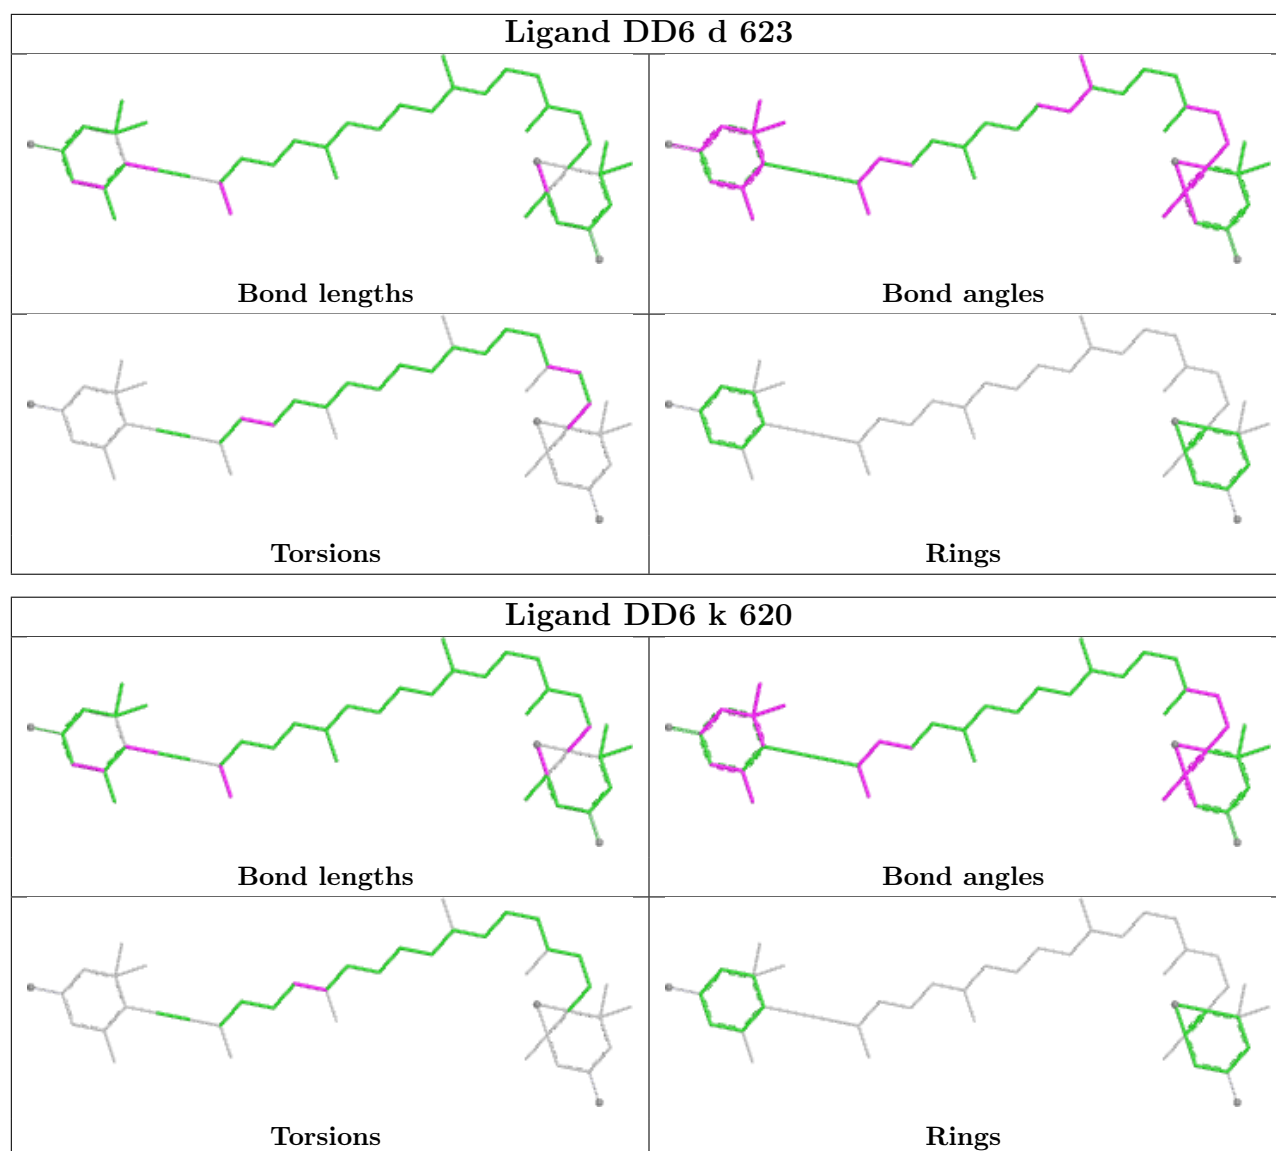 Ligand DD6 d 623
Bond lengths
Bond angles
Torsions
Rings
Ligand DD6 k 620
Bond lengths
Bond angles
Torsions
Rings